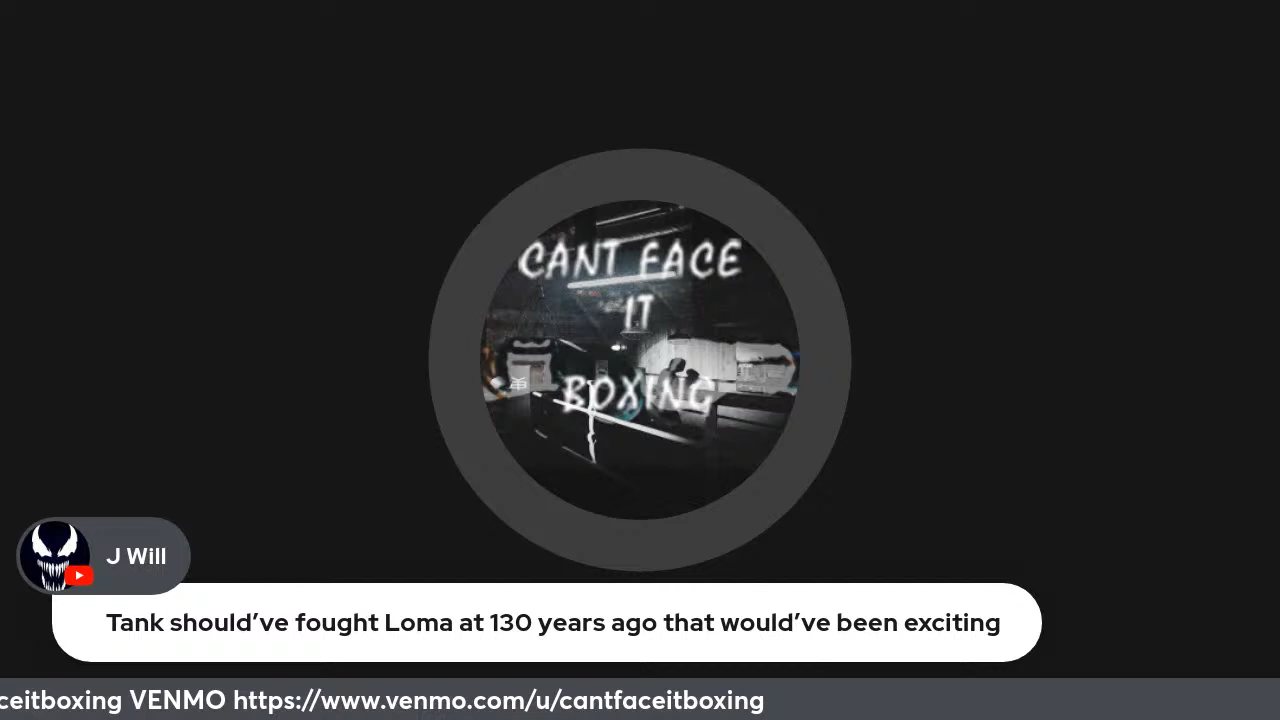 CANT FACE
IT
BOXING
J Will
Tank should’ve fought Loma at 130 years ago that would’ve been exciting
ceitboxing VENMO https://www.venmo.com/u/cantfaceitboxing